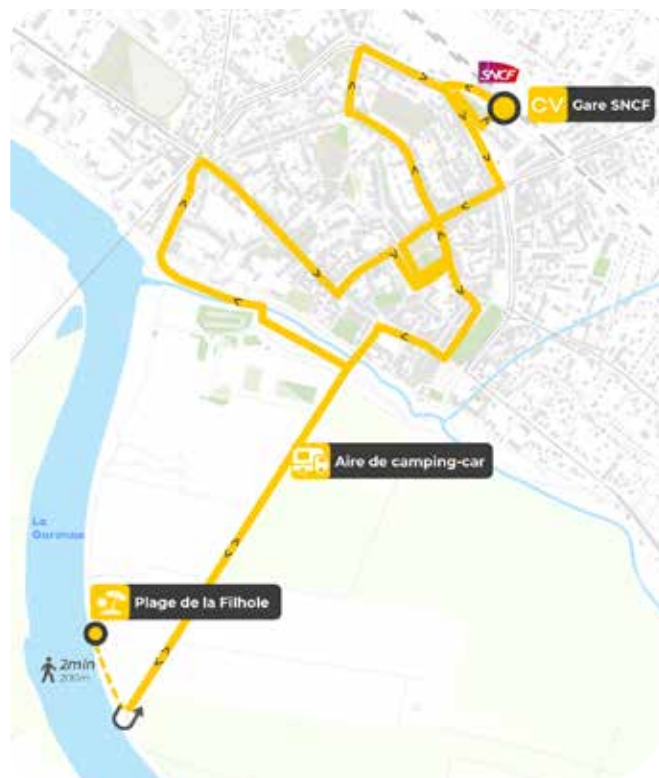 SNCF
CV Gare SNCF
Aire de camping-car
La
Garonne
Plage de la Filhole
2min
200m